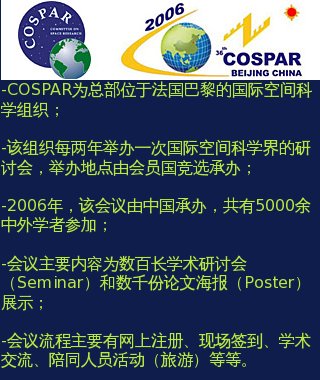 COSPAR
COMMITTEE ON
SPACE RESEARCH
2006
36th
COSPAR
BEIJING CHINA
-COSPAR为总部位于法国巴黎的国际空间科
学组织；
-该组织每两年举办一次国际空间科学界的研
讨会，举办地点由会员国竞选承办；
-2006年，该会议由中国承办，共有5000余
中外学者参加；
-会议主要内容为数百长学术研讨会
（Seminar）和数千份论文海报（Poster）
展示；
-会议流程主要有网上注册、现场签到、学术
交流、陪同人员活动（旅游）等等。